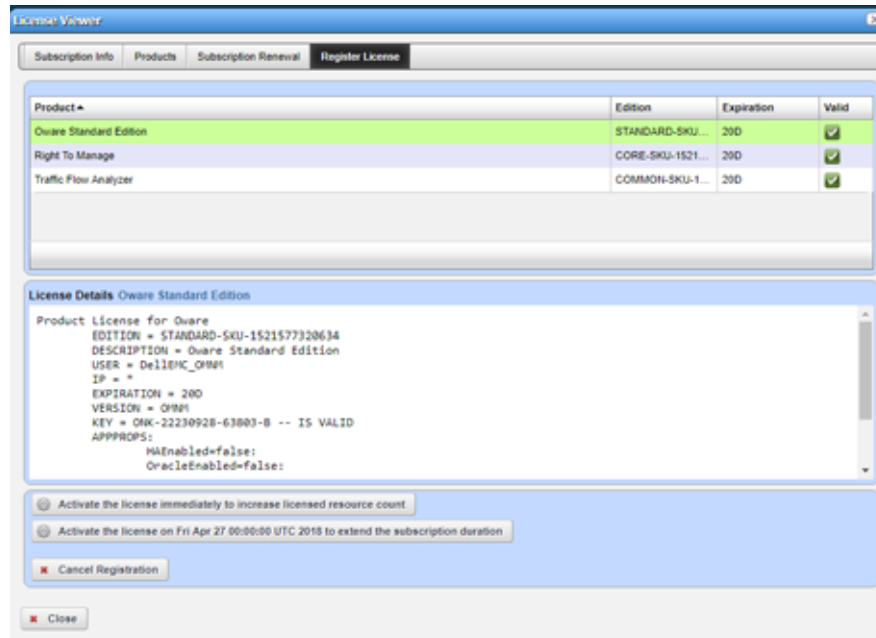 License Viewer
Subscription Info Products Subscription Renewal Register License
Product Edition Expiration Valid
Oware Standard Edition STANDARD-SKU... 20D
Right To Manage CORE-SKU-1521... 20D
Traffic Flow Analyzer COMMON-SKU-1... 20D
License Details Oware Standard Edition
Product License for Oware
EDITION = STANDARD-SKU-1521577320634
DESCRIPTION = Oware Standard Edition
USER = DellEMC_OMNM
IP = *
EXPIRATION = 20D
VERSION = OMNM
KEY = ONK-22230928-63803-8 -- IS VALID
APPPROPS:
HAEnabled=false:
OracleEnabled=false:
Activate the license immediately to increase licensed resource count
Activate the license on Fri Apr 27 00:00:00 UTC 2018 to extend the subscription duration
Cancel Registration
Close